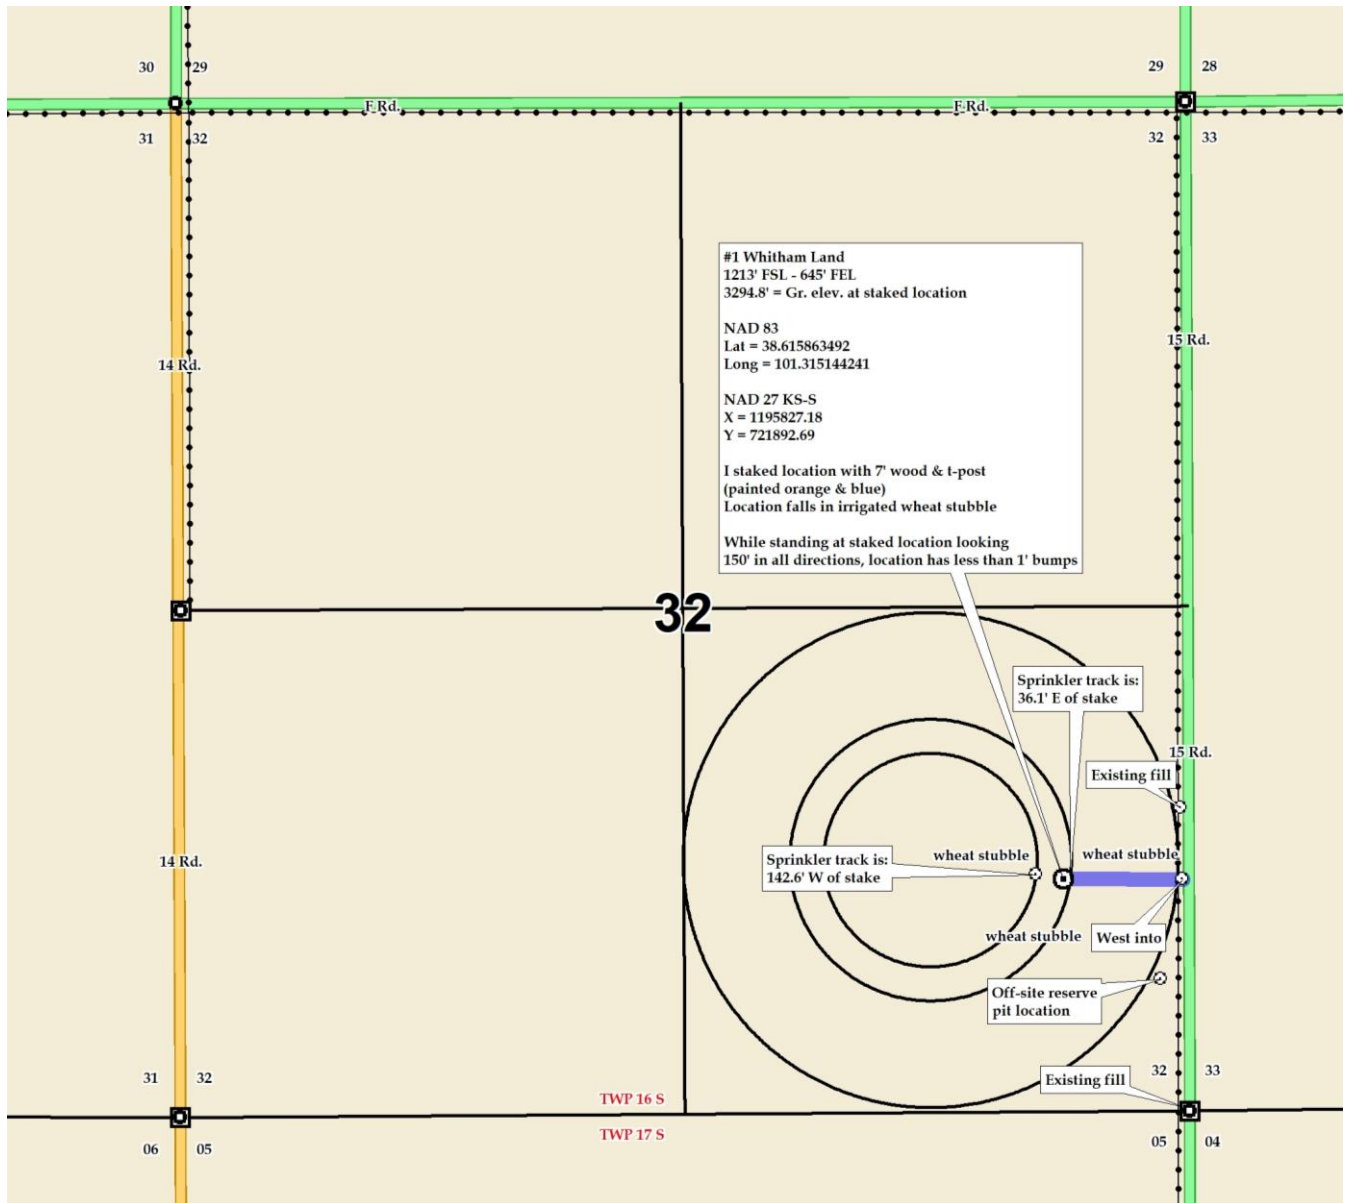 30 29
29 28
F Rd.
F Rd.
31 32
32 33
#1 Whitham Land
1213' FSL - 645' FEL
3294.8' = Gr. elev. at staked location
NAD 83
Lat = 38.615863492
Long = 101.315144241
NAD 27 KS-S
X = 1195827.18
Y = 721892.69
I staked location with 7' wood & t-post
(painted orange & blue)
Location falls in irrigated wheat stubble
While standing at staked location looking
150' in all directions, location has less than 1' bumps
14 Rd.
15 Rd.
32
Sprinkler track is:
36.1' E of stake
15 Rd.
Existing fill
14 Rd.
Sprinkler track is:
142.6' W of stake
wheat stubble
wheat stubble
wheat stubble
West into
Off-site reserve
pit location
31 32
32 33
Existing fill
TWP 16 S
TWP 17 S
06 05
05 04